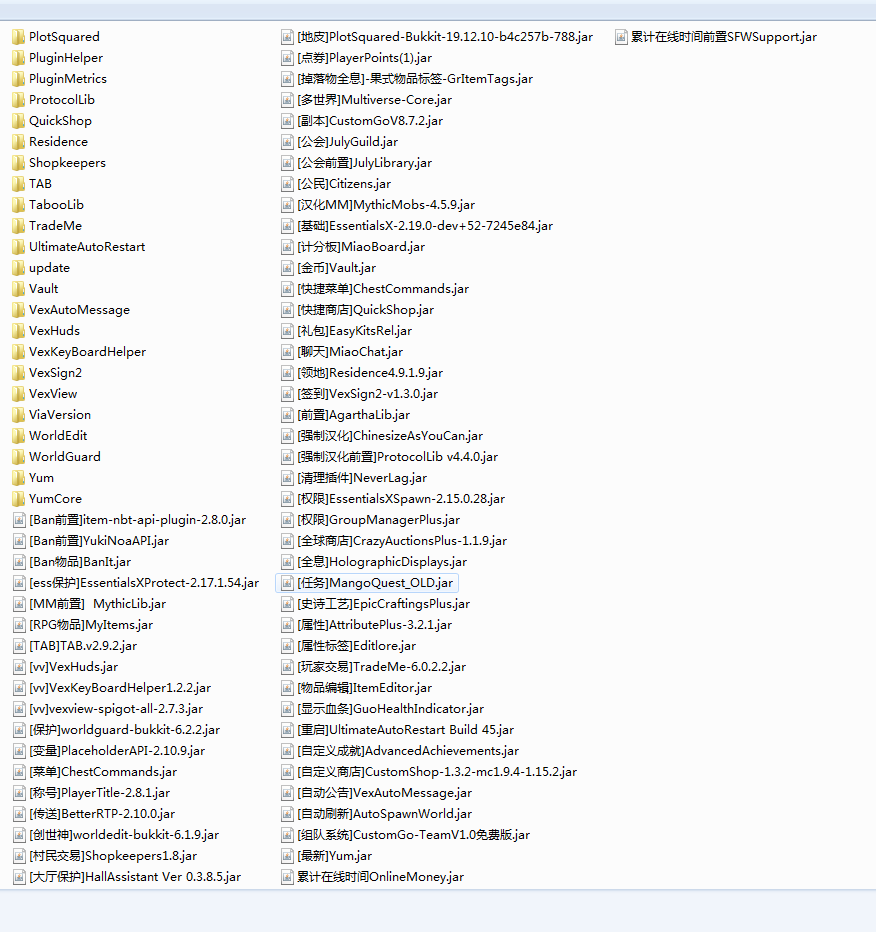 PlotSquared
PluginHelper
PluginMetrics
ProtocolLib
QuickShop
Residence
Shopkeepers
TAB
TabooLib
TradeMe
UltimateAutoRestart
update
Vault
VexAutoMessage
VexHuds
VexKeyBoardHelper
VexSign2
VexView
ViaVersion
WorldEdit
WorldGuard
Yum
YumCore
[Ban前置]item-nbt-api-plugin-2.8.0.jar
[Ban前置]YukiNoaAPI.jar
[Ban物品]BanIt.jar
[ess保护]EssentialsXProtect-2.17.1.54.jar
[MM前置] MythicLib.jar
[RPG物品]MyItems.jar
[TAB]TAB.v2.9.2.jar
[vv]VexHuds.jar
[vv]VexKeyBoardHelper1.2.2.jar
[vv]vexview-spigot-all-2.7.3.jar
[保护]worldguard-bukkit-6.2.2.jar
[变量]PlaceholderAPI-2.10.9.jar
[菜单]ChestCommands.jar
[称号]PlayerTitle-2.8.1.jar
[传送]BetterRTP-2.10.0.jar
[创世神]worldedit-bukkit-6.1.9.jar
[村民交易]Shopkeepers1.8.jar
[大厅保护]HallAssistant Ver 0.3.8.5.jar
[地皮]PlotSquared-Bukkit-19.12.10-b4c257b-788.jar
[点券]PlayerPoints(1).jar
[掉落物全息]-果式物品标签-GrItemTags.jar
[多世界]Multiverse-Core.jar
[副本]CustomGoV8.7.2.jar
[公会]JulyGuild.jar
[公会前置]JulyLibrary.jar
[公民]Citizens.jar
[汉化MM]MythicMobs-4.5.9.jar
[基础]EssentialsX-2.19.0-dev+52-7245e84.jar
[计分板]MiaoBoard.jar
[金币]Vault.jar
[快捷菜单]ChestCommands.jar
[快捷商店]QuickShop.jar
[礼包]EasyKitsRel.jar
[聊天]MiaoChat.jar
[领地]Residence4.9.1.9.jar
[签到]VexSign2-v1.3.0.jar
[前置]AgarthaLib.jar
[强制汉化]ChinesizeAsYouCan.jar
[强制汉化前置]ProtocolLib v4.4.0.jar
[清理插件]NeverLag.jar
[权限]EssentialsXSpawn-2.15.0.28.jar
[权限]GroupManagerPlus.jar
[全球商店]CrazyAuctionsPlus-1.1.9.jar
[全息]HolographicDisplays.jar
[任务]MangoQuest_OLD.jar
[史诗工艺]EpicCraftingsPlus.jar
[属性]AttributePlus-3.2.1.jar
[属性标签]Editlore.jar
[玩家交易]TradeMe-6.0.2.2.jar
[物品编辑]ItemEditor.jar
[显示血条]GuoHealthIndicator.jar
[重启]UltimateAutoRestart Build 45.jar
[自定义成就]AdvancedAchievements.jar
[自定义商店]CustomShop-1.3.2-mc1.9.4-1.15.2.jar
[自动公告]VexAutoMessage.jar
[自动刷新]AutoSpawnWorld.jar
[组队系统]CustomGo-TeamV1.0免费版.jar
[最新]Yum.jar
累计在线时间OnlineMoney.jar
累计在线时间前置SFWSupport.jar